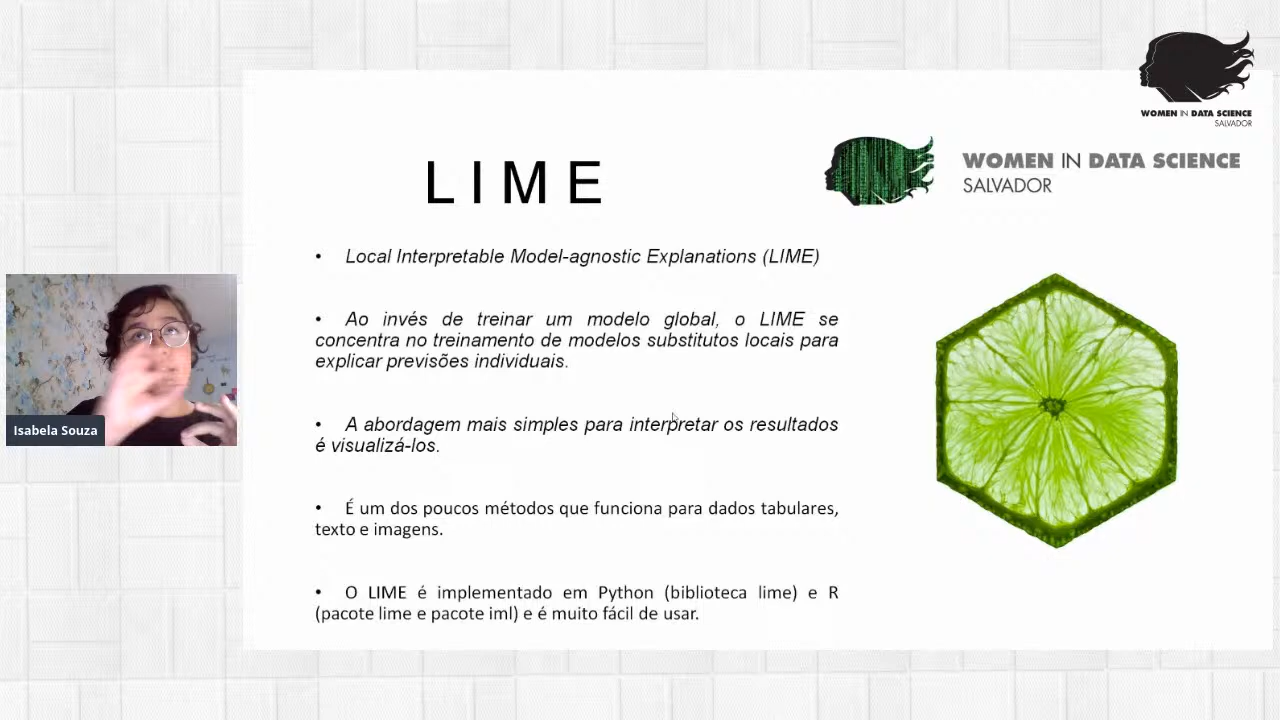 WOMEN IN DATA SCIENCE
SALVADOR
LIME
WOMEN IN DATA SCIENCE
SALVADOR
• Local Interpretable Model-agnostic Explanations (LIME)
• Ao invés de treinar um modelo global, o LIME se
concentra no treinamento de modelos substitutos locais para
explicar previsões individuais.
• A abordagem mais simples para interpretar os resultados
é visualizá-los.
• É um dos poucos métodos que funciona para dados tabulares,
texto e imagens.
• O LIME é implementado em Python (biblioteca lime) e R
(pacote lime e pacote iml) e é muito fácil de usar.
Isabela Souza